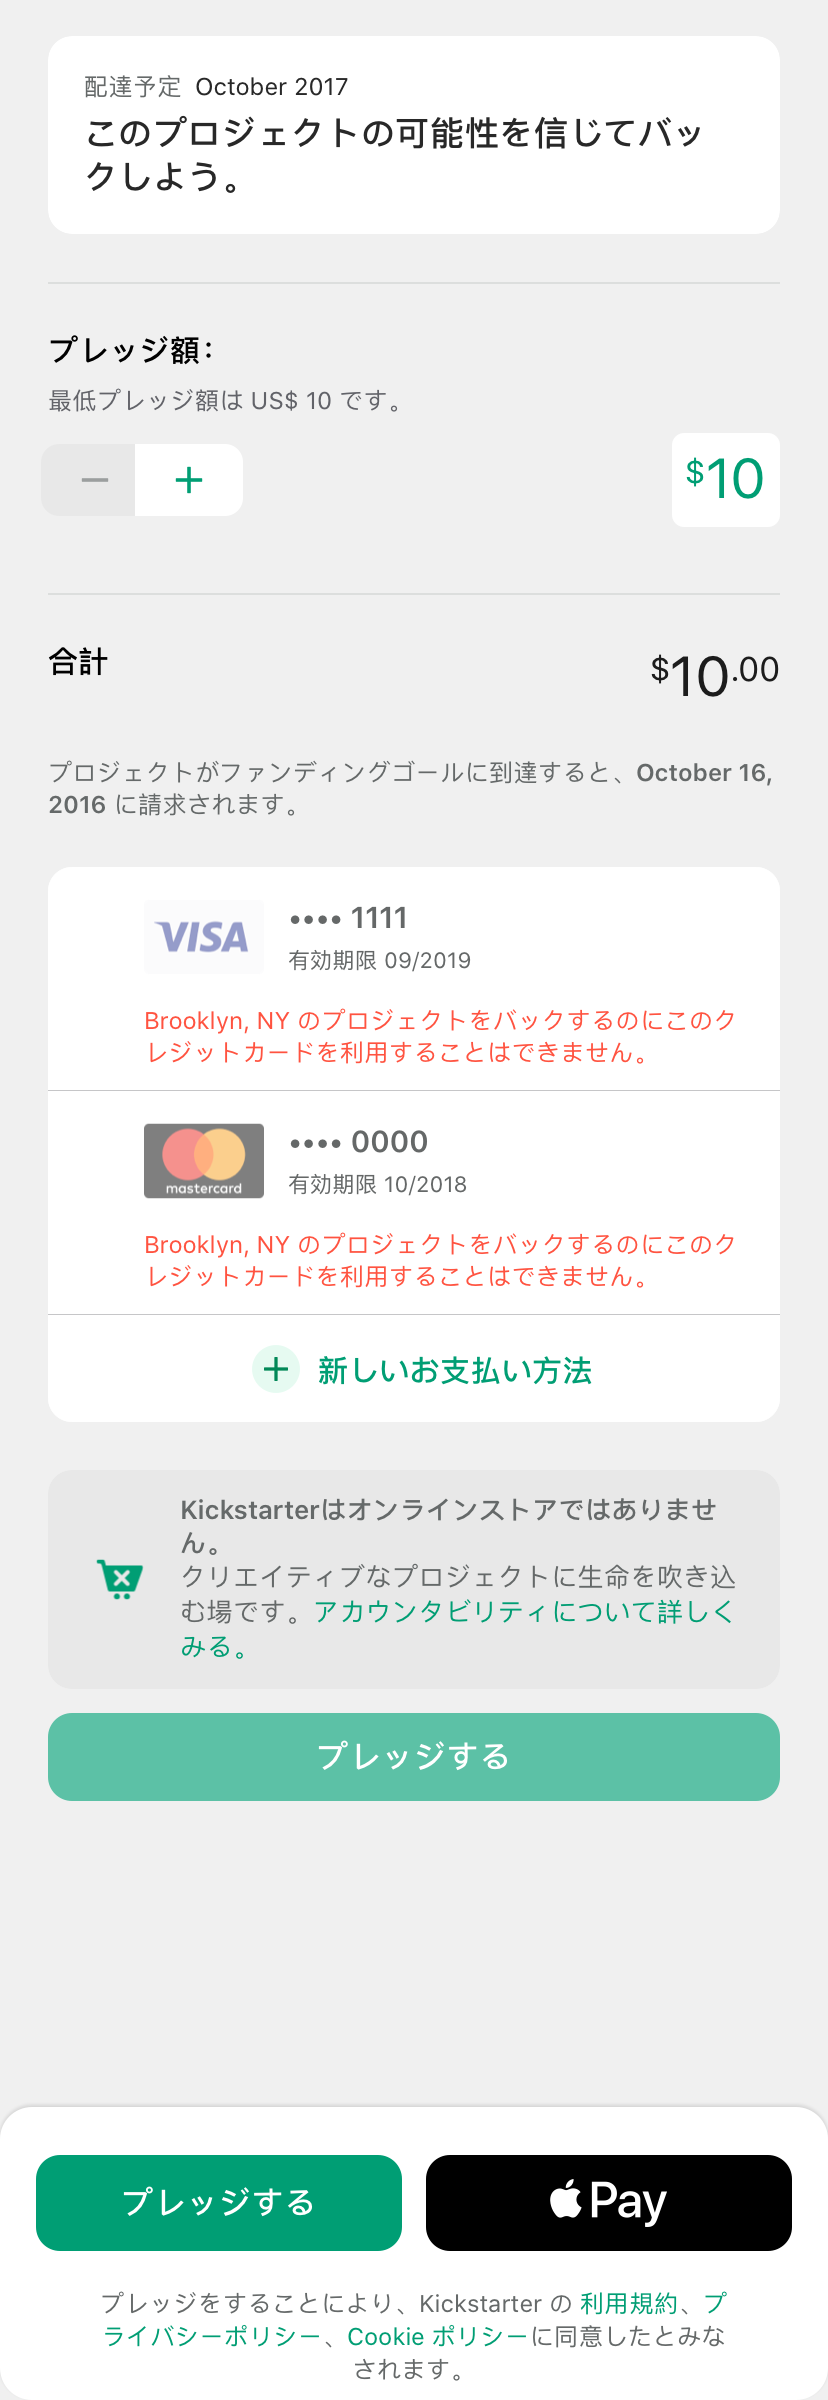 配達予定 October 2017
このプロジェクトの可能性を信じてバッ
クしよう。
プレッジ額：
最低プレッジ額は US$ 10 です。
− +
$10
合計
$10.00
プロジェクトがファンディングゴールに到達すると、October 16,
2016 に請求されます。
VISA
•••• 1111
有効期限 09/2019
Brooklyn, NY のプロジェクトをバックするのにこのク
レジットカードを利用することはできません。
mastercard
•••• 0000
有効期限 10/2018
Brooklyn, NY のプロジェクトをバックするのにこのク
レジットカードを利用することはできません。
+ 新しいお支払い方法
Kickstarterはオンラインストアではありませ
ん。
クリエイティブなプロジェクトに生命を吹き込
む場です。アカウンタビリティについて詳しく
みる。
プレッジする
プレッジする
Pay
プレッジをすることにより、Kickstarter の 利用規約、プ
ライバシーポリシー、Cookie ポリシーに同意したとみな
されます。